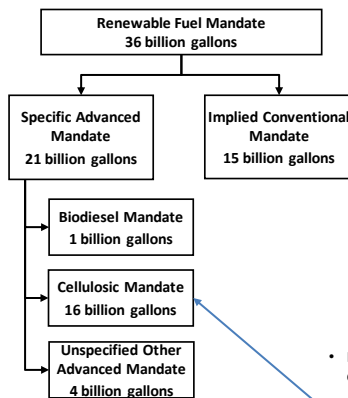 Renewable Fuel Mandate
36 billion gallons
Specific Advanced
Mandate
21 billion gallons
Implied Conventional
Mandate
15 billion gallons
Biodiesel Mandate
1 billion gallons
Cellulosic Mandate
16 billion gallons
Unspecified Other
Advanced Mandate
4 billion gallons
•